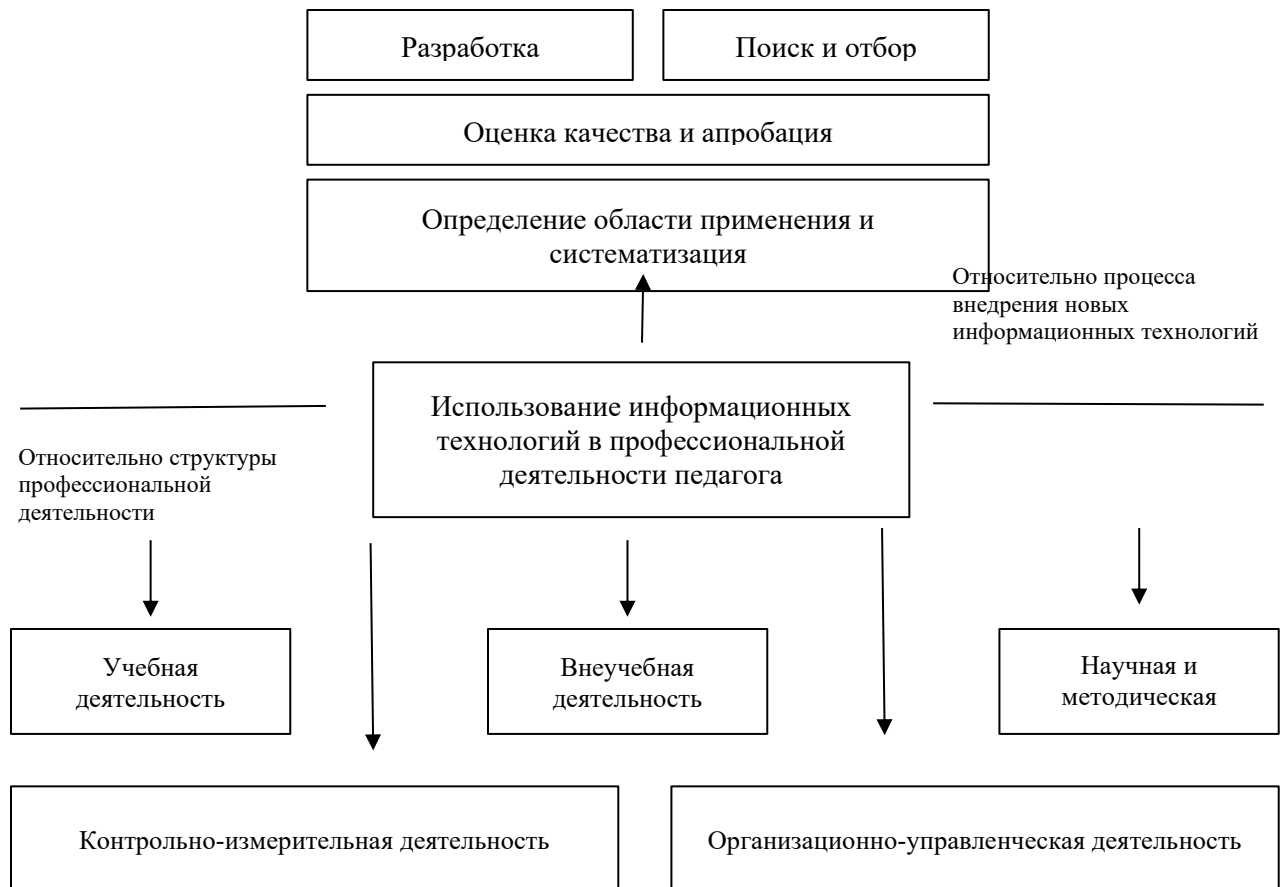 Разработка
Поиск и отбор
Оценка качества и апробация
Определение области применения и
систематизация
Относительно процесса
внедрения новых
информационных технологий
Использование информационных
технологий в профессиональной
деятельности педагога
Относительно структуры
профессиональной
деятельности
Учебная
деятельность
Внеучебная
деятельность
Научная и
методическая
Контрольно-измерительная деятельность
Организационно-управленческая деятельность